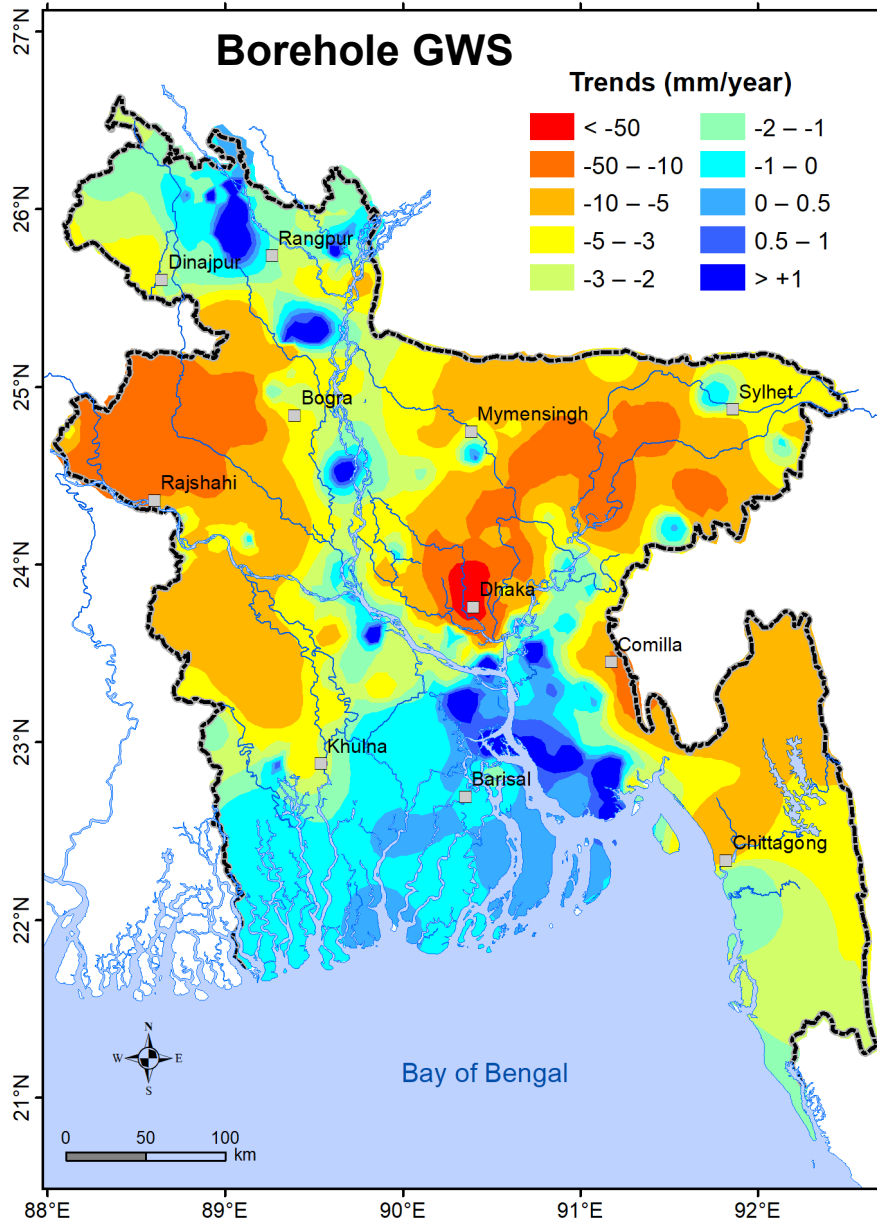 Borehole GWS
Trends (mm/year)
< -50
-50 – -10
-10 – -5
-5 – -3
-3 – -2
-2 – -1
-1 – 0
0 – 0.5
0.5 – 1
> +1
27°N
26°N
25°N
24°N
23°N
22°N
21°N
Rangpur
Dinajpur
Bogra
Mymensingh
Sylhet
Rajshahi
Dhaka
Comilla
Khulna
Barisal
Chittagong
Bay of Bengal
N
W E
S
0 50 100
km
88°E 89°E 90°E 91°E 92°E